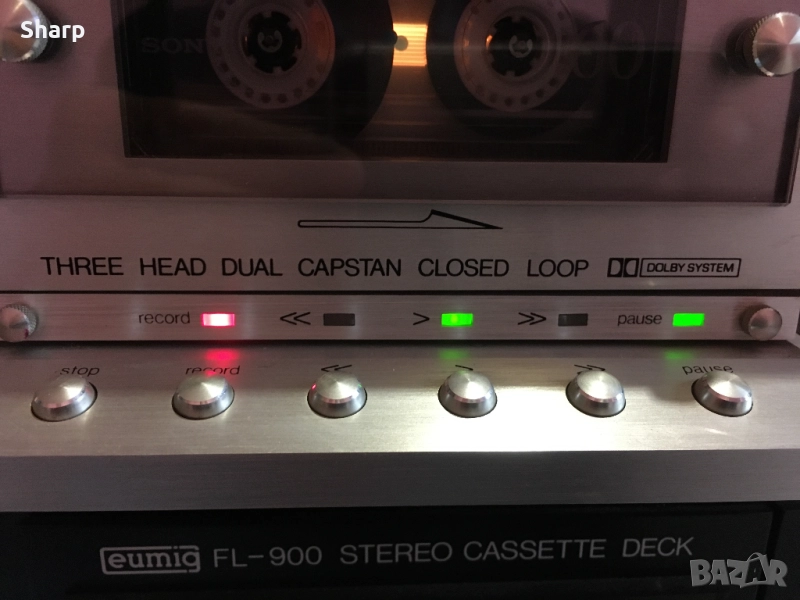 Sharp
SONY
THREE HEAD DUAL CAPSTAN CLOSED LOOP DOLBY SYSTEM
record << > >> pause
stop record << > >> pause
eumig FL-900 STEREO CASSETTE DECK
BAZAR